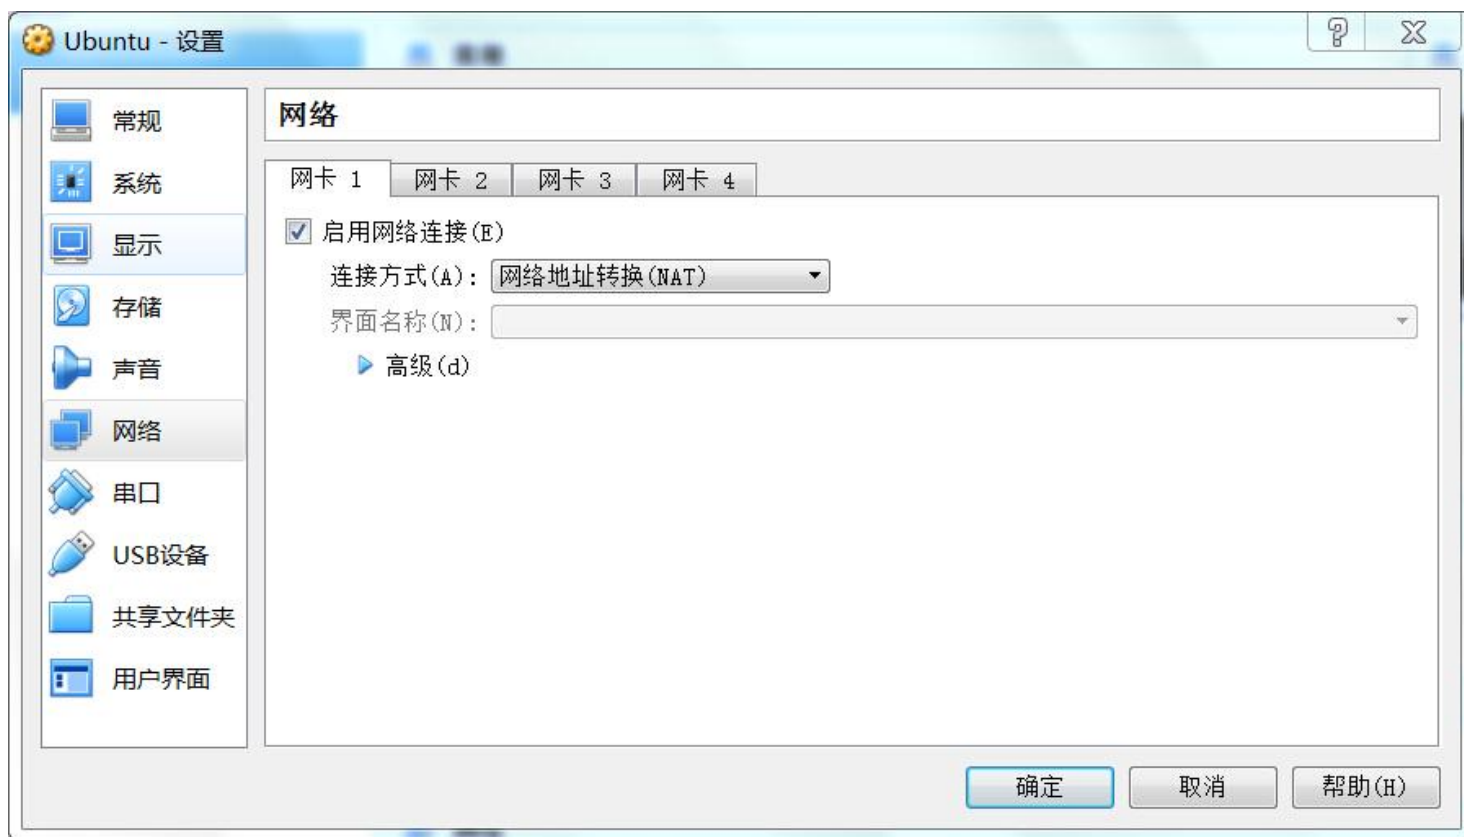 Ubuntu - 设置
常规
系统
显示
存储
声音
网络
串口
USB设备
共享文件夹
用户界面
网络
网卡 1 网卡 2 网卡 3 网卡 4
启用网络连接(E)
连接方式(A): 网络地址转换(NAT)
界面名称(N):
高级(d)
确定 取消 帮助(H)